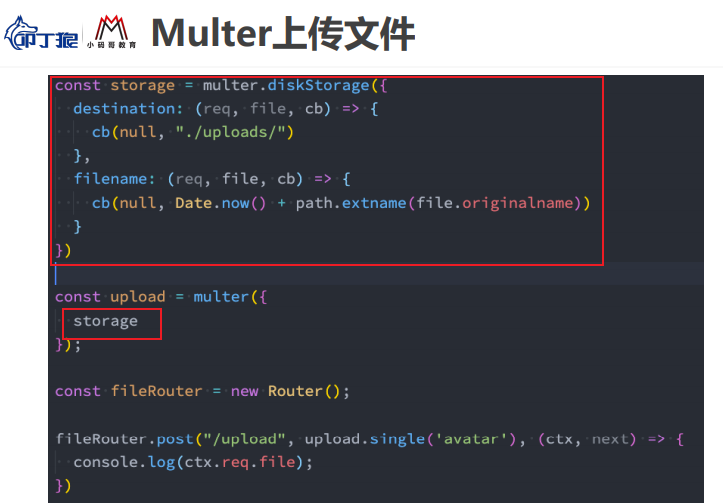 叩丁狼
小码哥教育
Multer上传文件
const storage = multer.diskStorage({
  destination: (req, file, cb) => {
    cb(null, "./uploads/")
  },
  filename: (req, file, cb) => {
    cb(null, Date.now() + path.extname(file.originalname))
  }
})
const upload = multer({
  storage
});
const fileRouter = new Router();
fileRouter.post("/upload", upload.single('avatar'), (ctx, next) => {
  console.log(ctx.req.file);
})